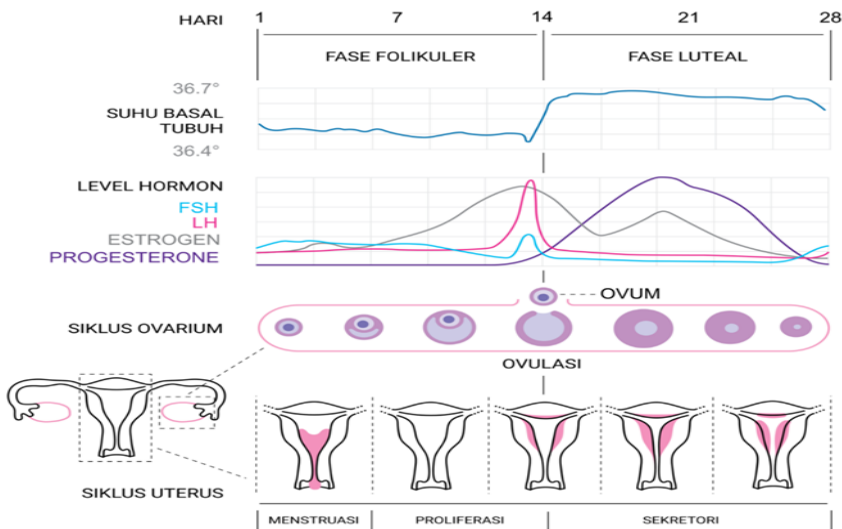 HARI 1 7 14 21 28
FASE FOLIKULER FASE LUTEAL
36.7°
SUHU BASAL
TUBUH
36.4°
LEVEL HORMON
FSH
LH
ESTROGEN
PROGESTERONE
OVUM
SIKLUS OVARIUM
OVULASI
SIKLUS UTERUS
MENSTRUASI PROLIFERASI SEKRETORI